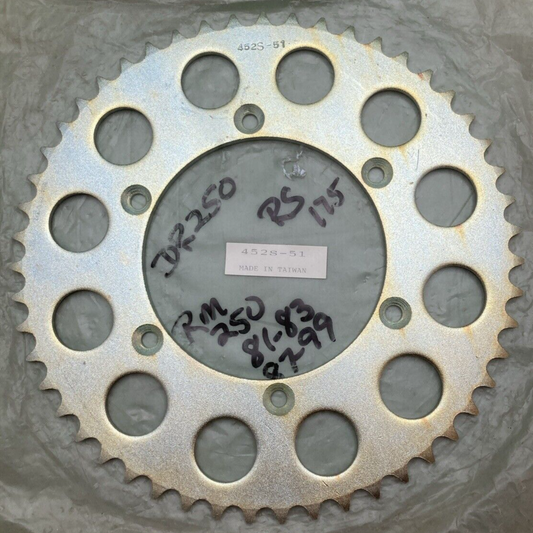 452S-51
DR250
RS 125
452S-51
MADE IN TAIWAN
RM
250
81-83
87-99